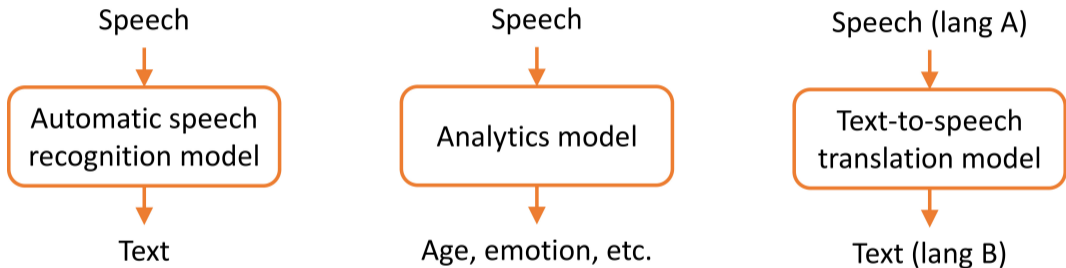 Speech
Automatic speech
recognition model
Text
Speech
Analytics model
Age, emotion, etc.
Speech (lang A)
Text-to-speech
translation model
Text (lang B)